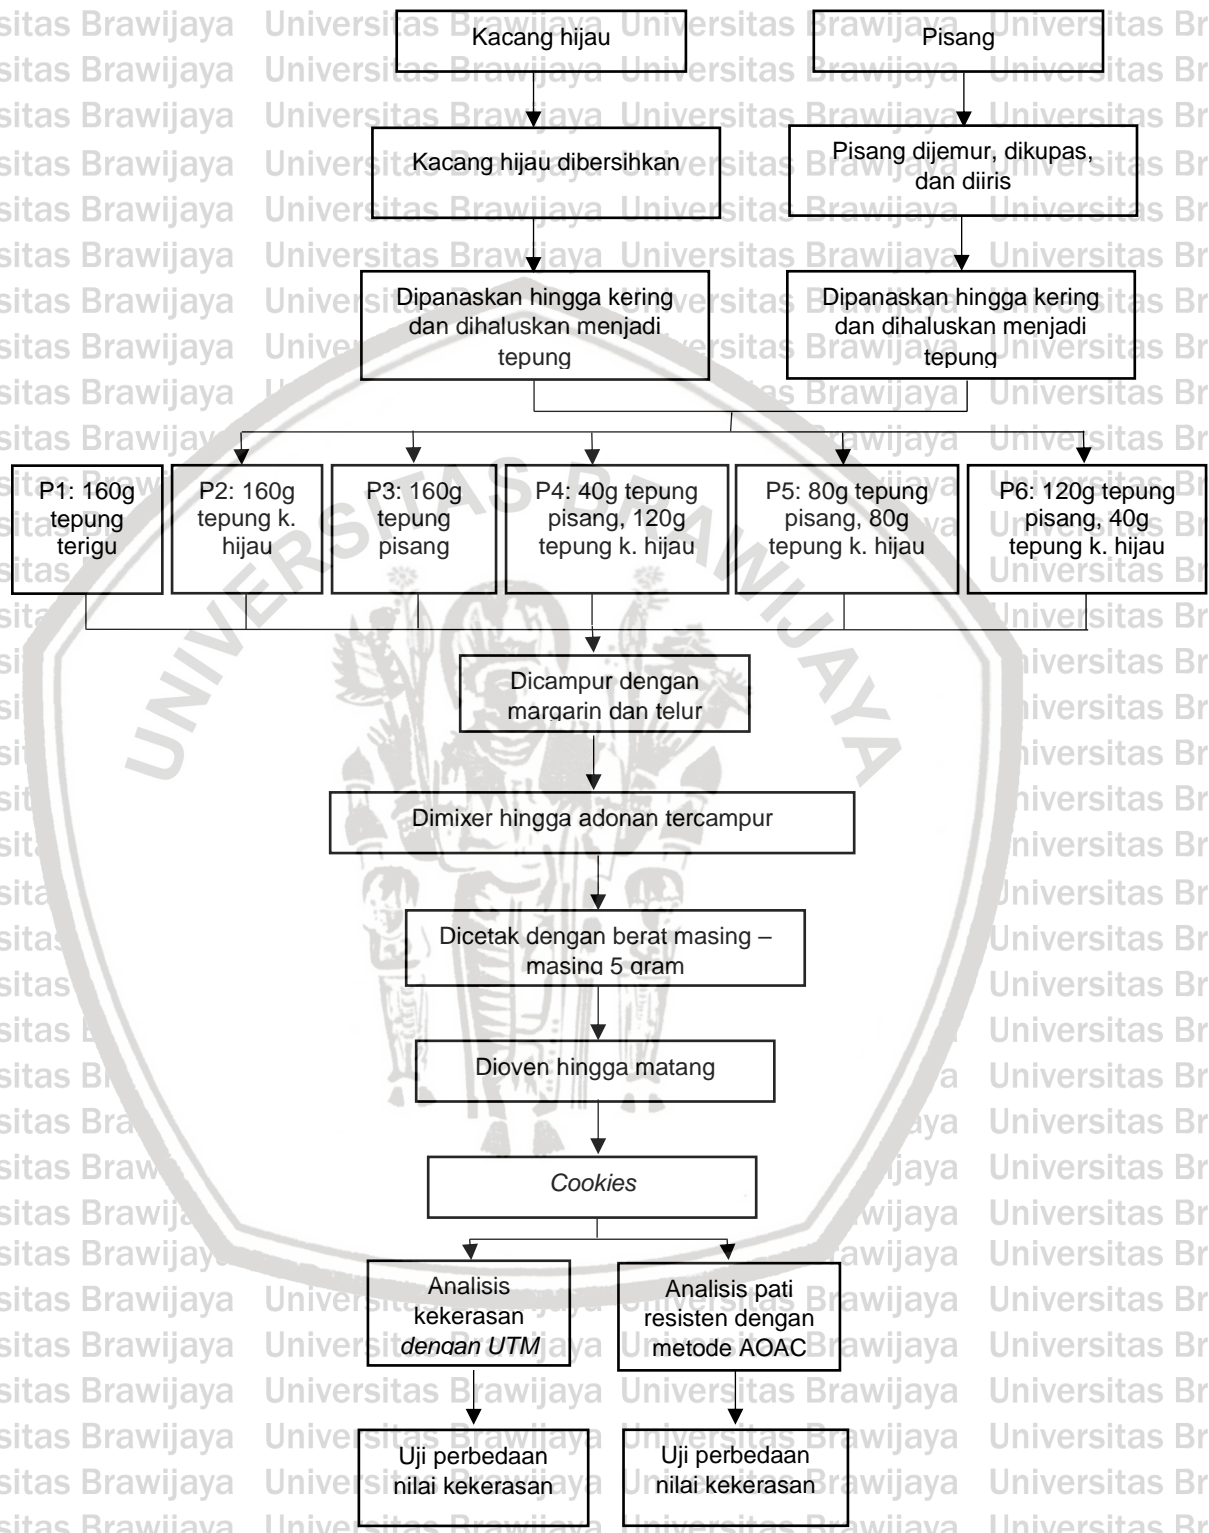 Kacang hijau
Pisang
Kacang hijau dibersihkan
Pisang dijemur, dikupas,
dan diiris
Dipanaskan hingga kering
dan dihaluskan menjadi
tepung
Dipanaskan hingga kering
dan dihaluskan menjadi
tepung
P1: 160g
tepung
terigu
P2: 160g
tepung k.
hijau
P3: 160g
tepung
pisang
P4: 40g tepung
pisang, 120g
tepung k. hijau
P5: 80g tepung
pisang, 80g
tepung k. hijau
P6: 120g tepung
pisang, 40g
tepung k. hijau
UNIVERSITAS BRAWIJAYA
Dicampur dengan
margarin dan telur
Dimixer hingga adonan tercampur
Dicetak dengan berat masing –
masing 5 gram
Dioven hingga matang
Cookies
Analisis
kekerasan
dengan UTM
Analisis pati
resisten dengan
metode AOAC
Uji perbedaan
nilai kekerasan
Uji perbedaan
nilai kekerasan